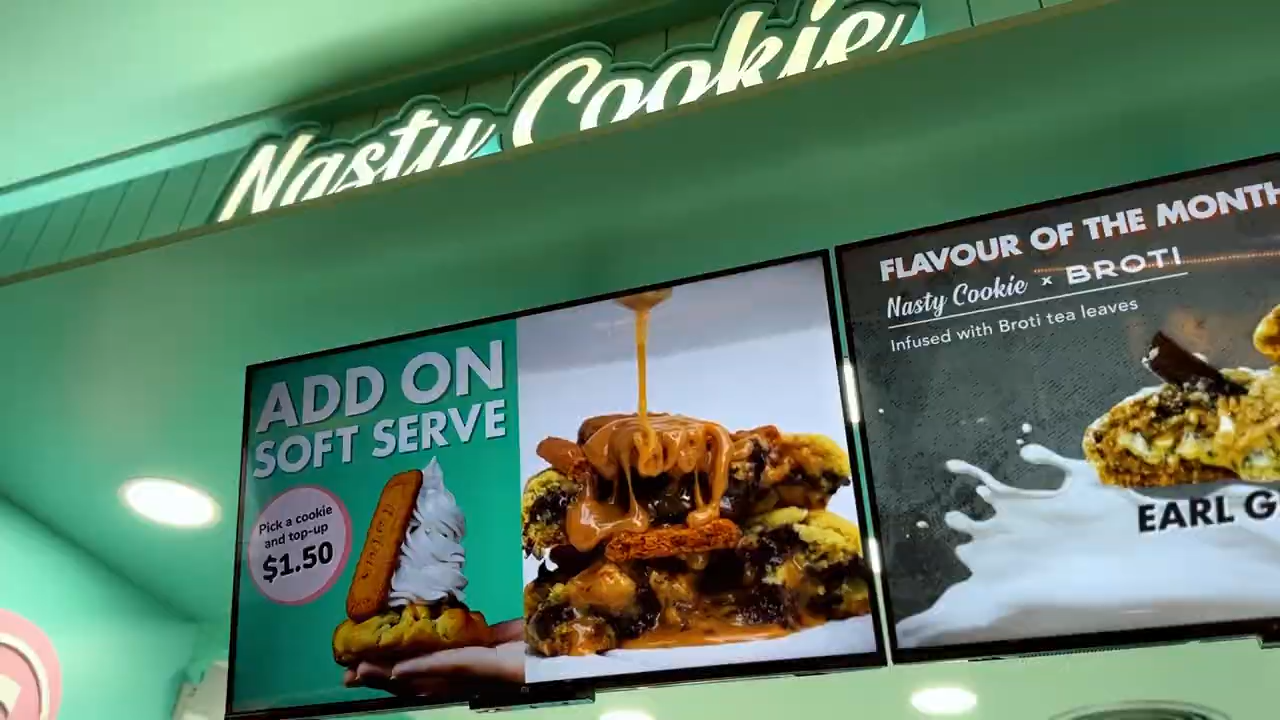 Nasty Cookie
ADD ON
SOFT SERVE
Pick a cookie
and top-up
$1.50
FLAVOUR OF THE MONTH
Nasty Cookie x BROTI
Infused with Broti tea leaves
EARL G